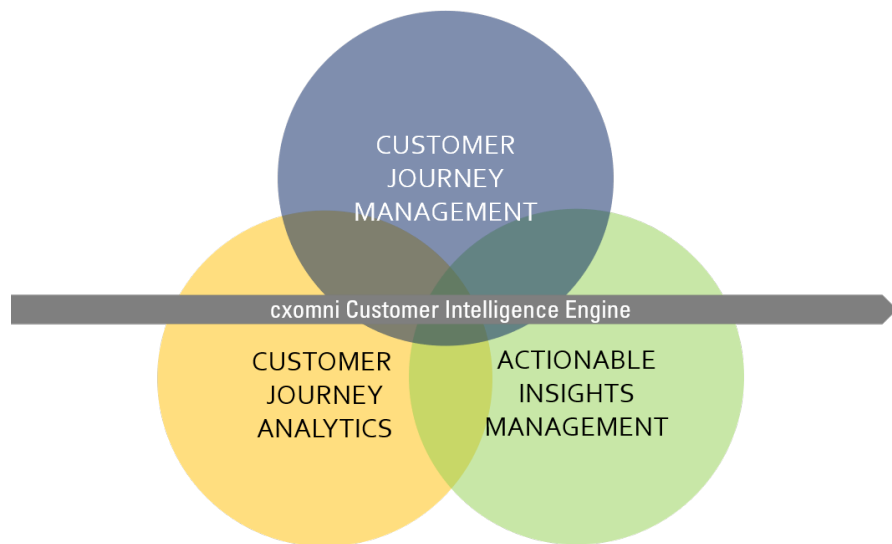 CUSTOMER
JOURNEY
MANAGEMENT
cxomni Customer Intelligence Engine
CUSTOMER
JOURNEY
ANALYTICS
ACTIONABLE
INSIGHTS
MANAGEMENT